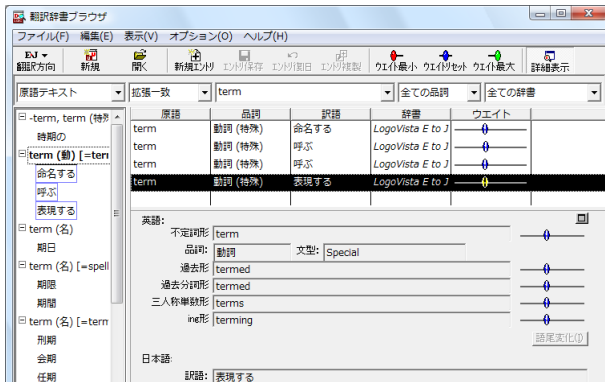 翻訳辞書ブラウザ
ファイル(F) 編集(E) 表示(V) オプション(O) ヘルプ(H)
EXJ 翻訳方向 新規 開く 新規エントリ エントリ保存 エントリ復旧 エントリ複製 ウエイト最小 ウエイトリセット ウエイト最大 詳細表示
原語テキスト 拡張一致 term 全ての品詞 全ての辞書
原語 品詞 訳語 辞書 ウエイト
term 動詞 (特殊) 命名する LogoVista E to J
term 動詞 (特殊) 呼ぶ LogoVista E to J
term 動詞 (特殊) 呼ぶ LogoVista E to J
term 動詞 (特殊) 表現する LogoVista E to J
-term, term (特殊
時期の
term (動) [=term
命名する
呼ぶ
表現する
term (名)
期日
term (名) [=spell
期限
期間
term (名) [=term
刑期
会期
任期
英語:
不定詞形 term
品詞: 動詞 文型: Special
過去形 termed
過去分詞形 termed
三人称単数形 terms
ing形 terming
語尾変化(I)
日本語:
訳語: 表現する